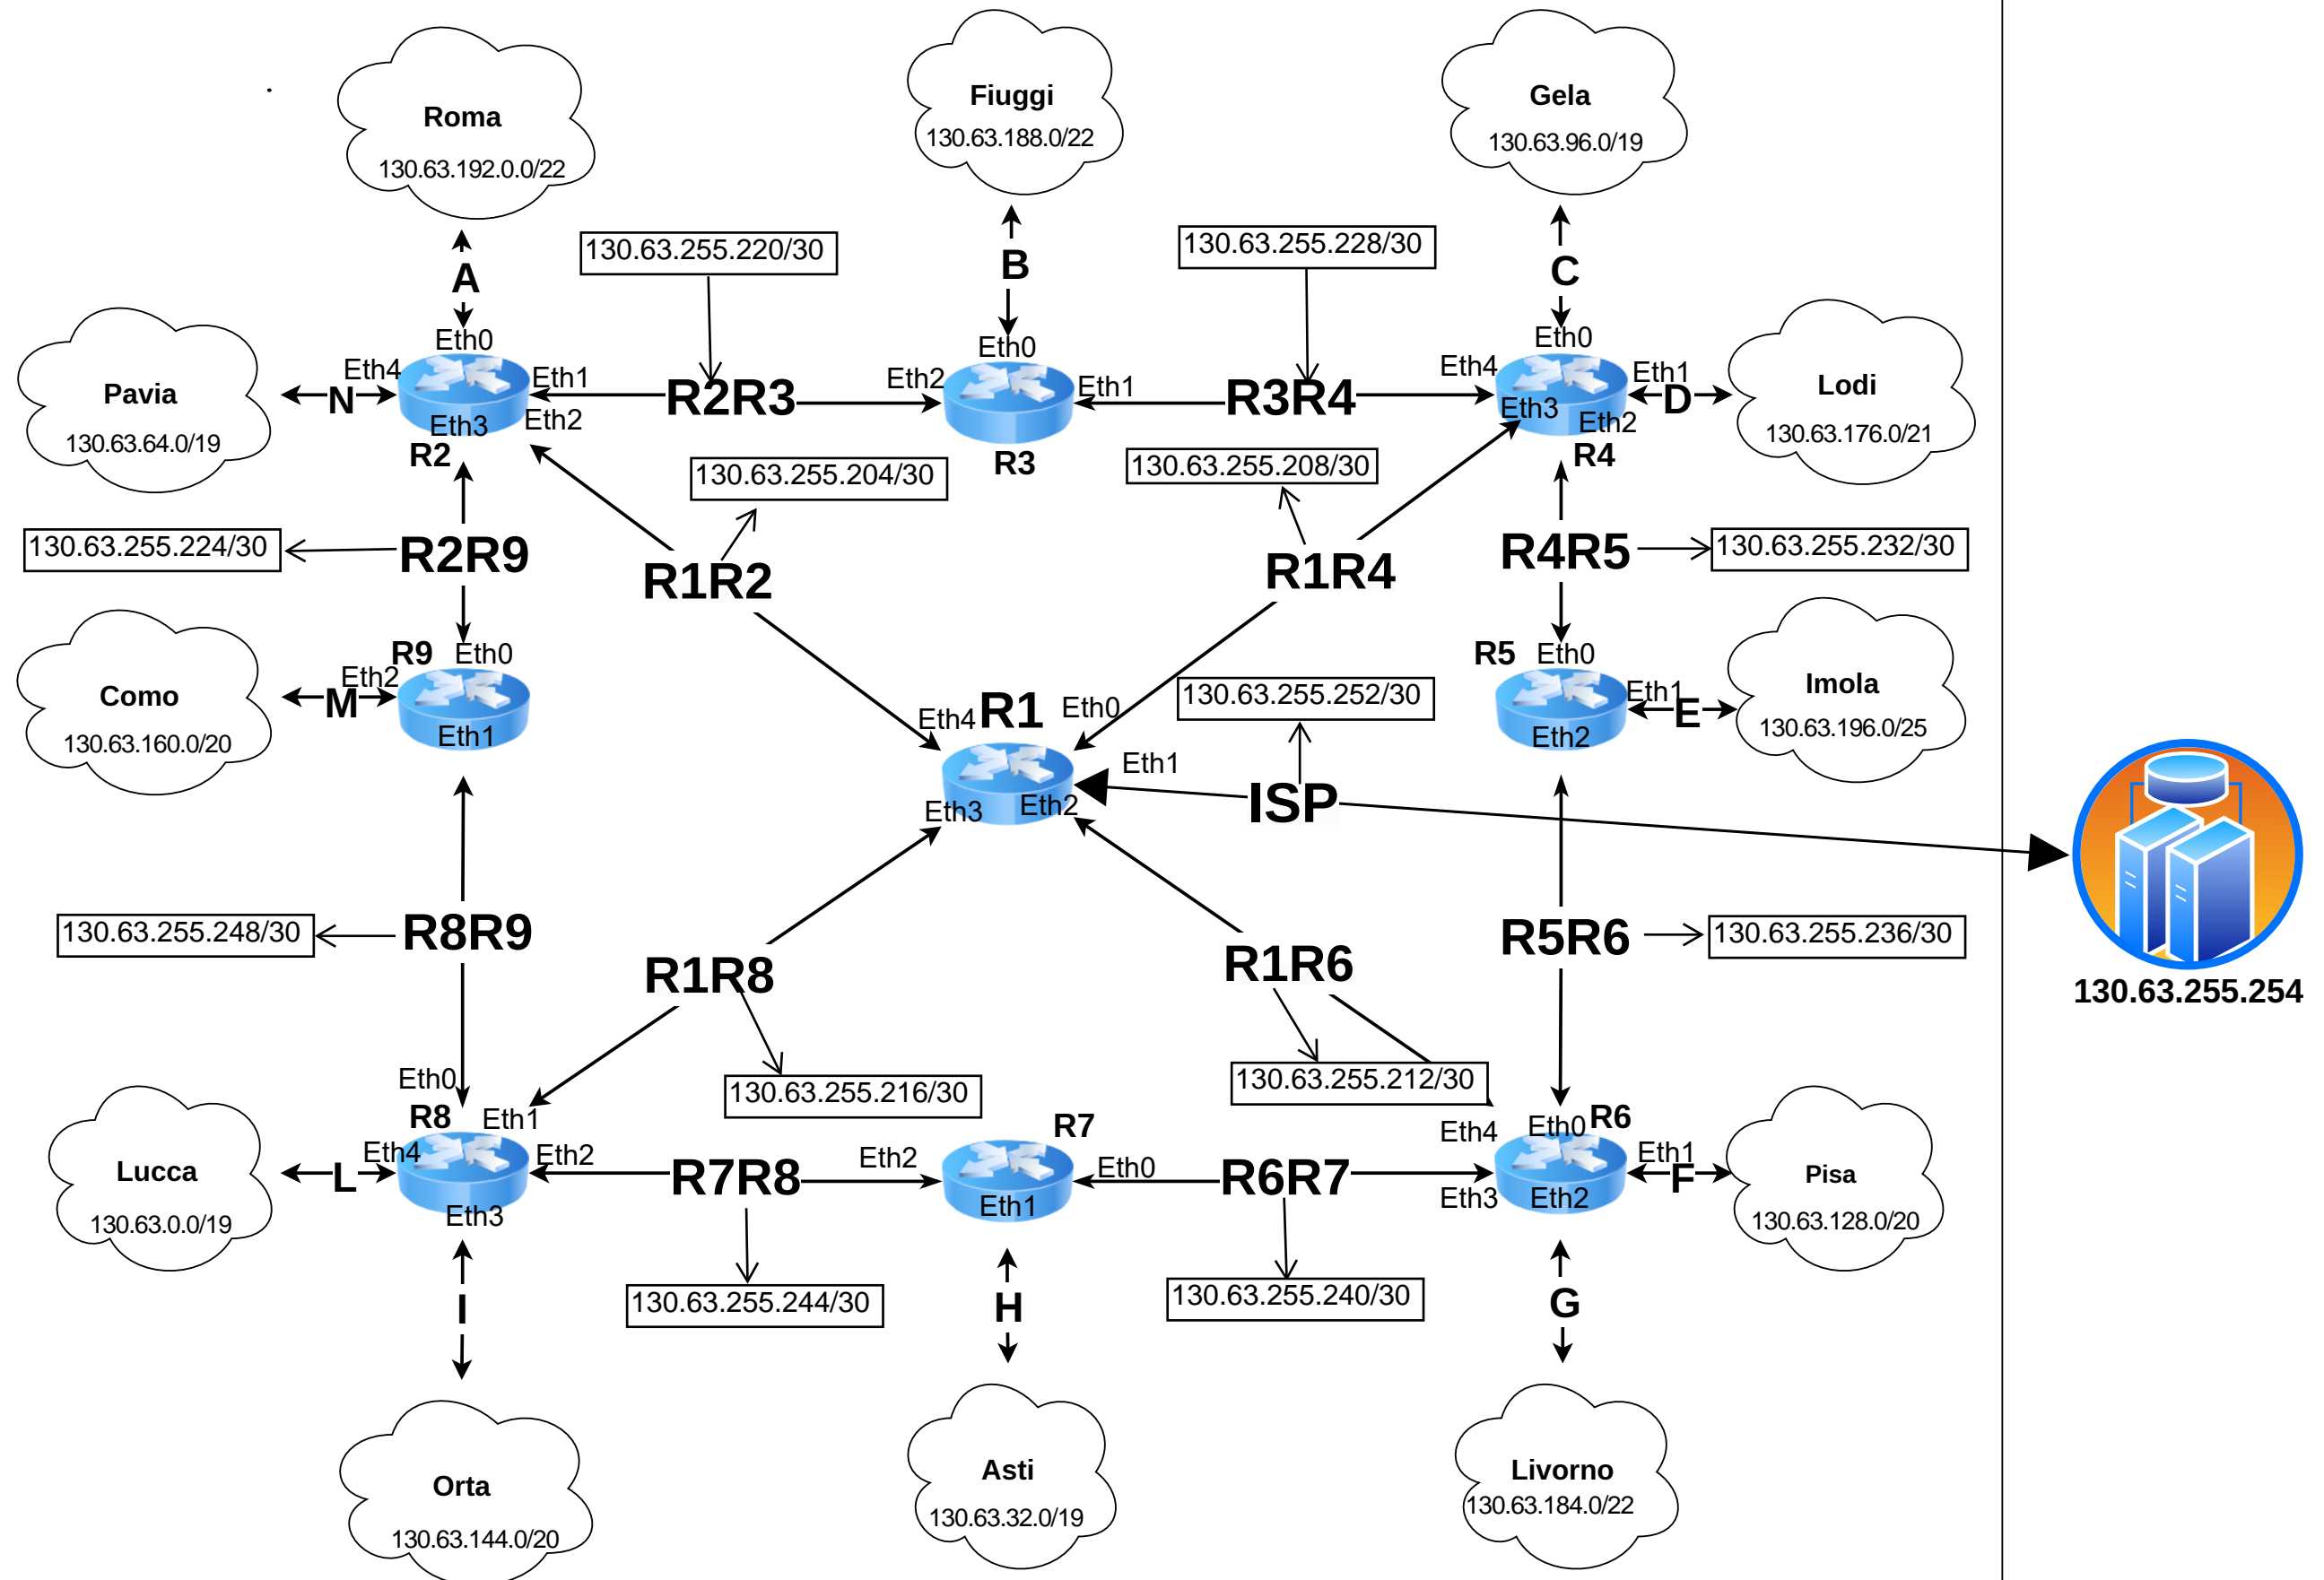 Roma
130.63.192.0.0/22
Fiuggi
130.63.188.0/22
Gela
130.63.96.0/19
130.63.255.220/30
130.63.255.228/30
A
B
C
Pavia
130.63.64.0/19
N
Eth4
Eth0
Eth1
Eth2
Eth3
R2
R2R3
Eth2
Eth0
Eth1
R3
R3R4
Eth4
Eth0
Eth1
Eth3
Eth2
R4
D
Lodi
130.63.176.0/21
130.63.255.204/30
130.63.255.208/30
130.63.255.224/30
R2R9
R1R2
R1R4
R4R5
130.63.255.232/30
Como
130.63.160.0/20
M
Eth2
R9
Eth0
Eth1
Eth4
R1
Eth0
Eth1
Eth3
Eth2
130.63.255.252/30
ISP
R5
Eth0
Eth1
Eth2
E
Imola
130.63.196.0/25
130.63.255.254
130.63.255.248/30
R8R9
R1R8
R1R6
R5R6
130.63.255.236/30
130.63.255.216/30
130.63.255.212/30
Lucca
130.63.0.0/19
L
Eth4
Eth0
R8
Eth1
Eth2
Eth3
R7R8
Eth2
R7
Eth0
Eth1
R6R7
Eth4
Eth3
Eth0
R6
Eth1
Eth2
F
Pisa
130.63.128.0/20
I
130.63.255.244/30
H
130.63.255.240/30
G
Orta
130.63.144.0/20
Asti
130.63.32.0/19
Livorno
130.63.184.0/22